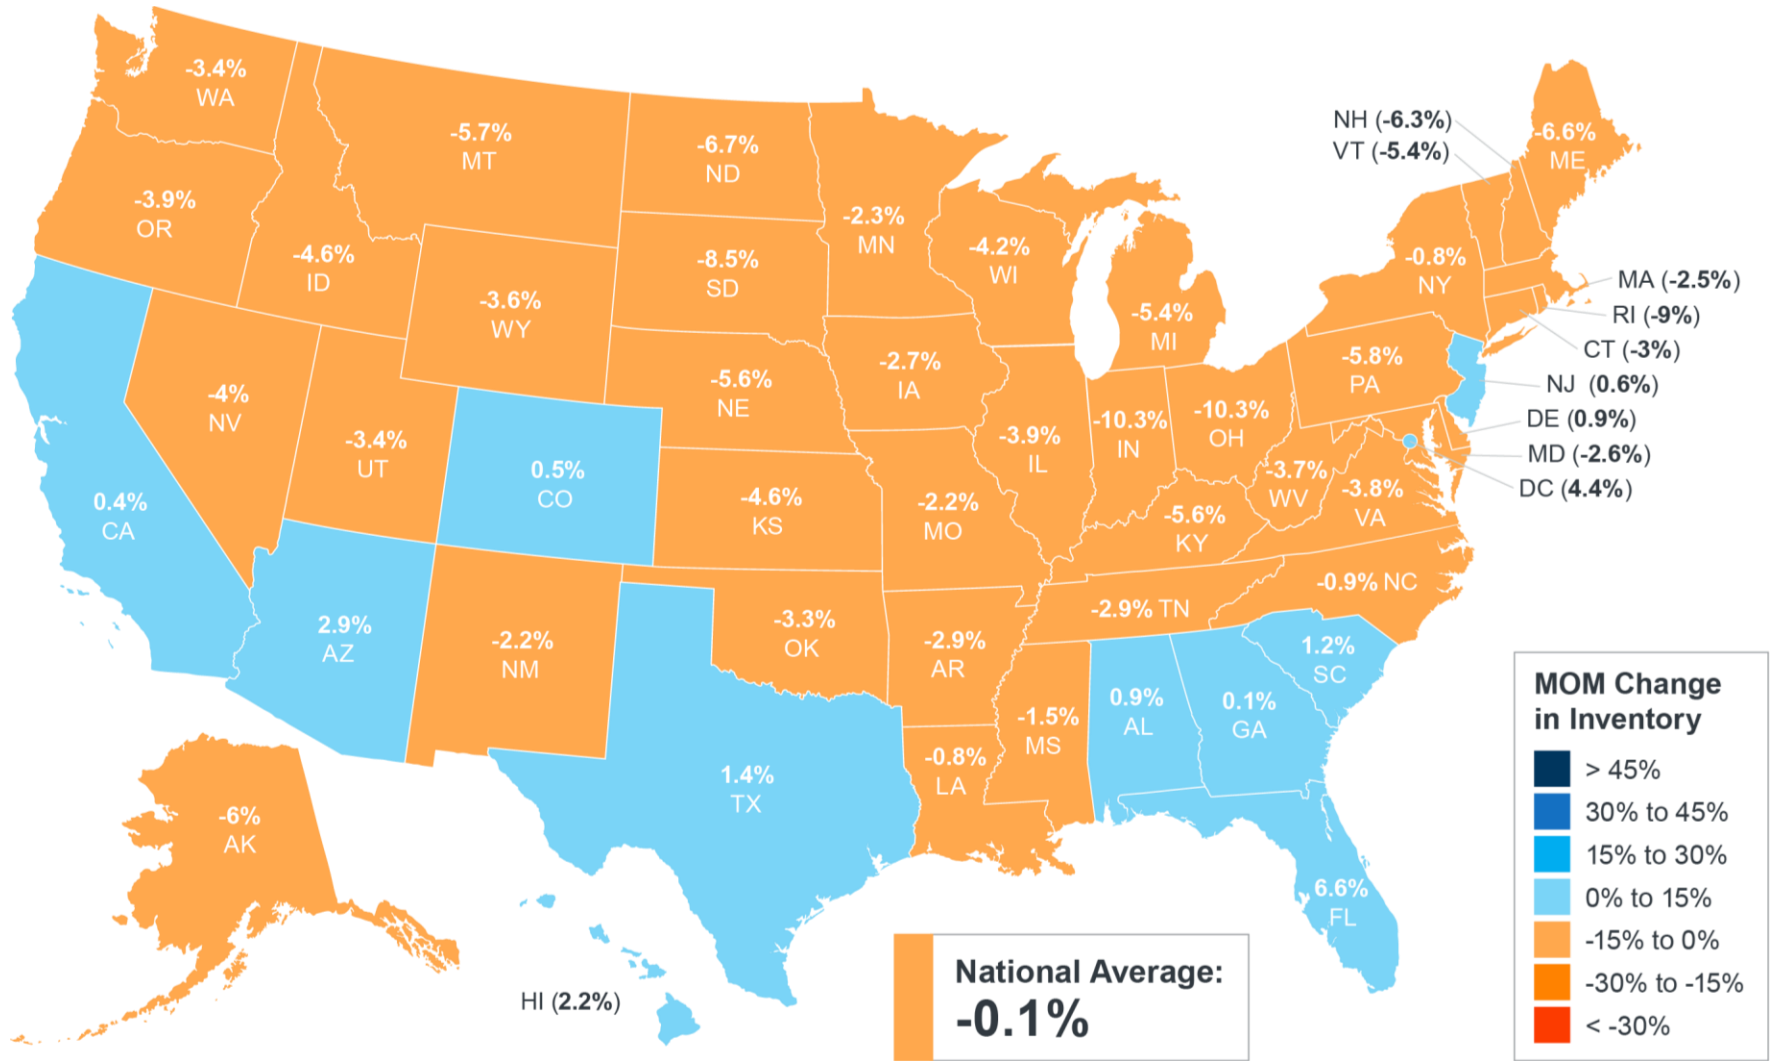 -3.4%
WA
-5.7%
MT
-6.7%
ND
-6.6%
ME
NH (-6.3%)
VT (-5.4%)
-3.9%
OR
-4.6%
ID
-2.3%
MN
-4.2%
WI
-0.8%
NY
-8.5%
SD
-3.6%
WY
-5.4%
MI
MA (-2.5%)
RI (-9%)
CT (-3%)
NJ (0.6%)
DE (0.9%)
MD (-2.6%)
DC (4.4%)
-4%
NV
-3.4%
UT
-5.6%
NE
-2.7%
IA
-5.8%
PA
-3.9%
IL
-10.3%
IN
-10.3%
OH
0.4%
CA
0.5%
CO
-4.6%
KS
-2.2%
MO
-3.7%
WV
-3.8%
VA
-5.6%
KY
-2.9% TN
-0.9% NC
2.9%
AZ
-2.2%
NM
-3.3%
OK
-2.9%
AR
1.2%
SC
-1.5%
MS
0.9%
AL
0.1%
GA
1.4%
TX
-0.8%
LA
6.6%
FL
-6%
AK
HI (2.2%)
National Average:
-0.1%
MOM Change
in Inventory
> 45%
30% to 45%
15% to 30%
0% to 15%
-15% to 0%
-30% to -15%
< -30%